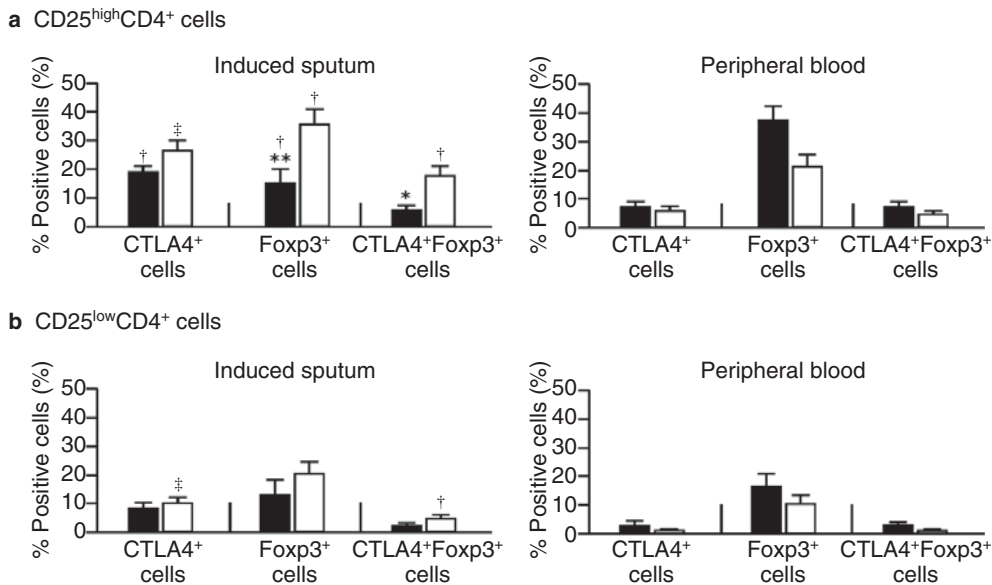 a CD25highCD4+ cells
Induced sputum
% Positive cells (%)
50
40
30
20
10
0
†
‡
†
**
†
*
†
CTLA4+
cells
Foxp3+
cells
CTLA4+Foxp3+
cells
Peripheral blood
% Positive cells (%)
50
40
30
20
10
0
CTLA4+
cells
Foxp3+
cells
CTLA4+Foxp3+
cells
b CD25lowCD4+ cells
Induced sputum
% Positive cells (%)
50
40
30
20
10
0
‡
†
CTLA4+
cells
Foxp3+
cells
CTLA4+Foxp3+
cells
Peripheral blood
% Positive cells (%)
50
40
30
20
10
0
CTLA4+
cells
Foxp3+
cells
CTLA4+Foxp3+
cells